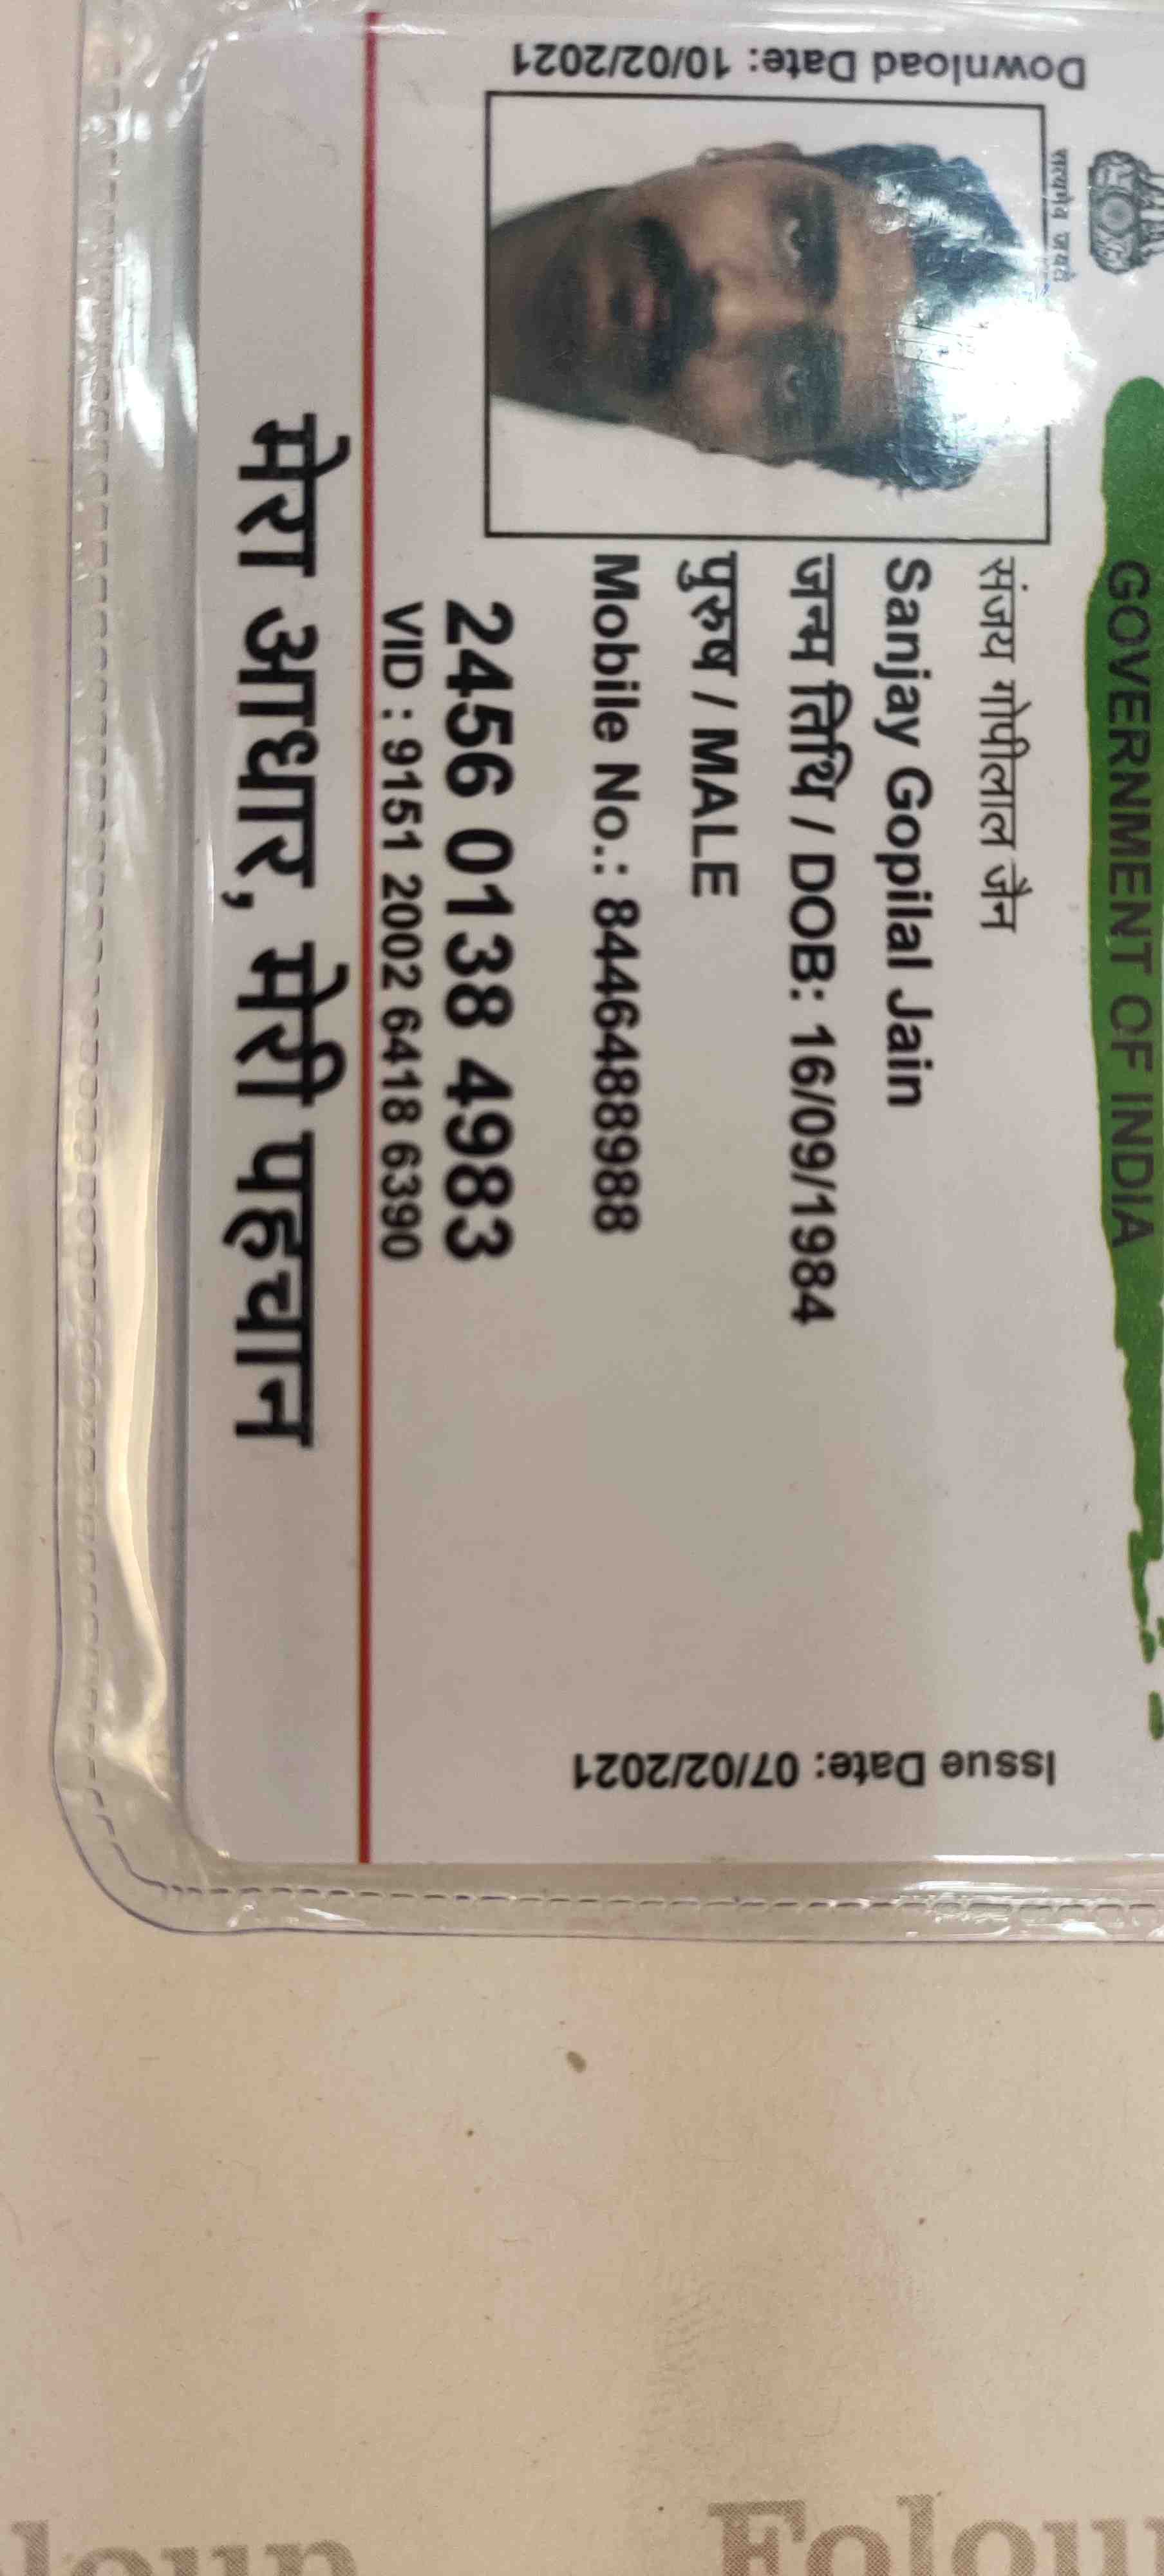 GOVERNMENT OF INDIA
सत्यमेव जयते
Download Date: 10/02/2021
Issue Date: 07/02/2021
संजय गोपीलाल जैन
Sanjay Gopilal Jain
जन्म तिथि / DOB: 16/09/1984
पुरुष / MALE
Mobile No.: 8446488988
2456 0138 4983
VID : 9151 2002 6418 6390
मेरा आधार, मेरी पहचान